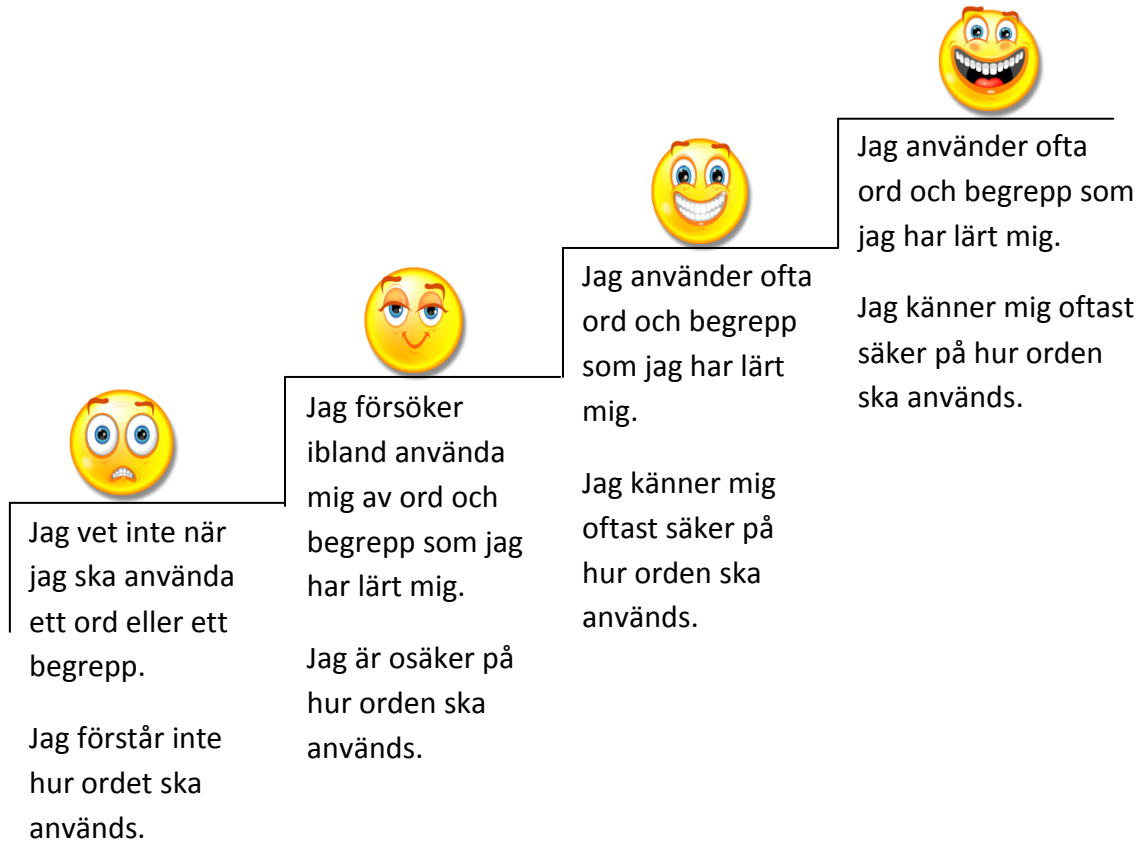 Jag vet inte när
jag ska använda
ett ord eller ett
begrepp.
Jag förstår inte
hur ordet ska
används.
Jag försöker
ibland använda
mig av ord och
begrepp som jag
har lärt mig.
Jag är osäker på
hur orden ska
används.
Jag använder ofta
ord och begrepp
som jag har lärt
mig.
Jag känner mig
oftast säker på
hur orden ska
används.
Jag använder ofta
ord och begrepp som
jag har lärt mig.
Jag känner mig oftast
säker på hur orden
ska används.